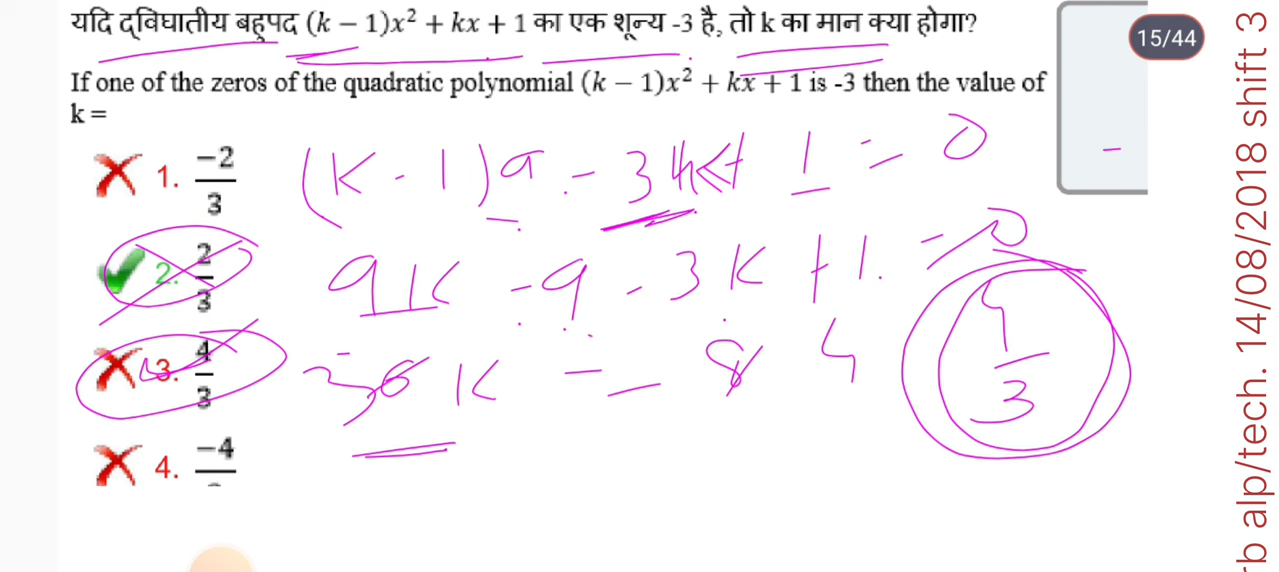 यदि द्विघातीय बहुपद (k − 1)x² + kx + 1 का एक शून्य -3 है, तो k का मान क्या होगा?
15/44
If one of the zeros of the quadratic polynomial (k − 1)x² + kx + 1 is -3 then the value of
k =
1. −2/3
(K - 1) 9 - 3K + 1 = 0
2. 2/3
9K - 9 - 3K + 1 = 0
3. 4/3
6K = 8 4
4/3
4. −4
rb alp/tech. 14/08/2018 shift 3